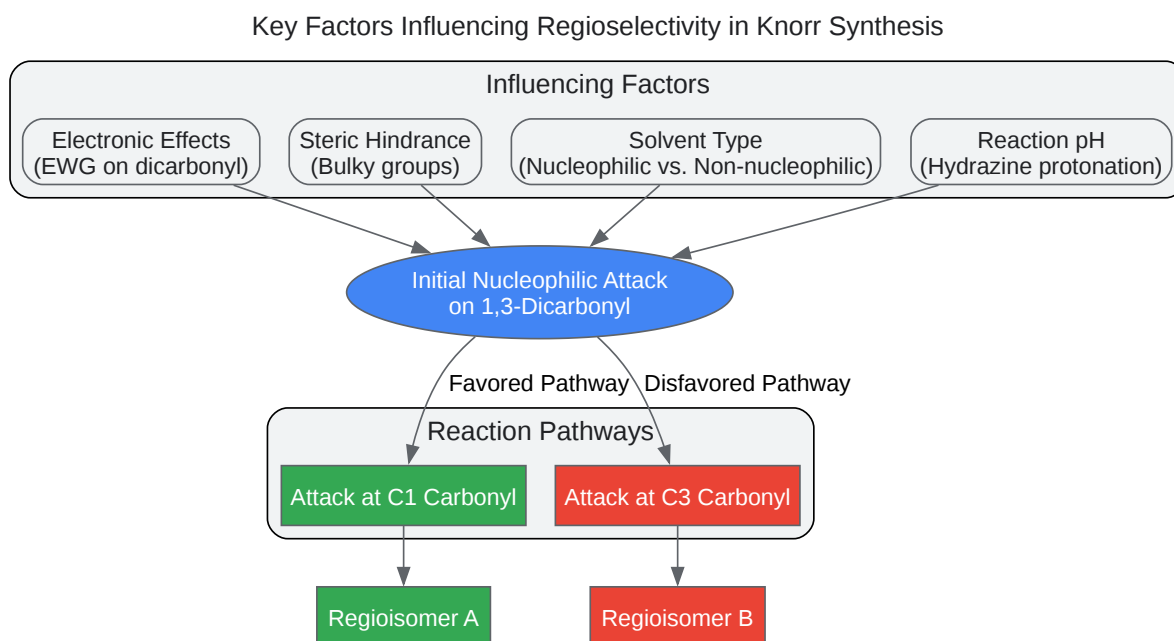 Key Factors Influencing Regioselectivity in Knorr Synthesis
Influencing Factors
Electronic Effects
(EWG on dicarbonyl)
Steric Hindrance
(Bulky groups)
Solvent Type
(Nucleophilic vs. Non-nucleophilic)
Reaction pH
(Hydrazine protonation)
Initial Nucleophilic Attack
on 1,3-Dicarbonyl
Favored Pathway
Disfavored Pathway
Reaction Pathways
Attack at C1 Carbonyl
Attack at C3 Carbonyl
Regioisomer A
Regioisomer B